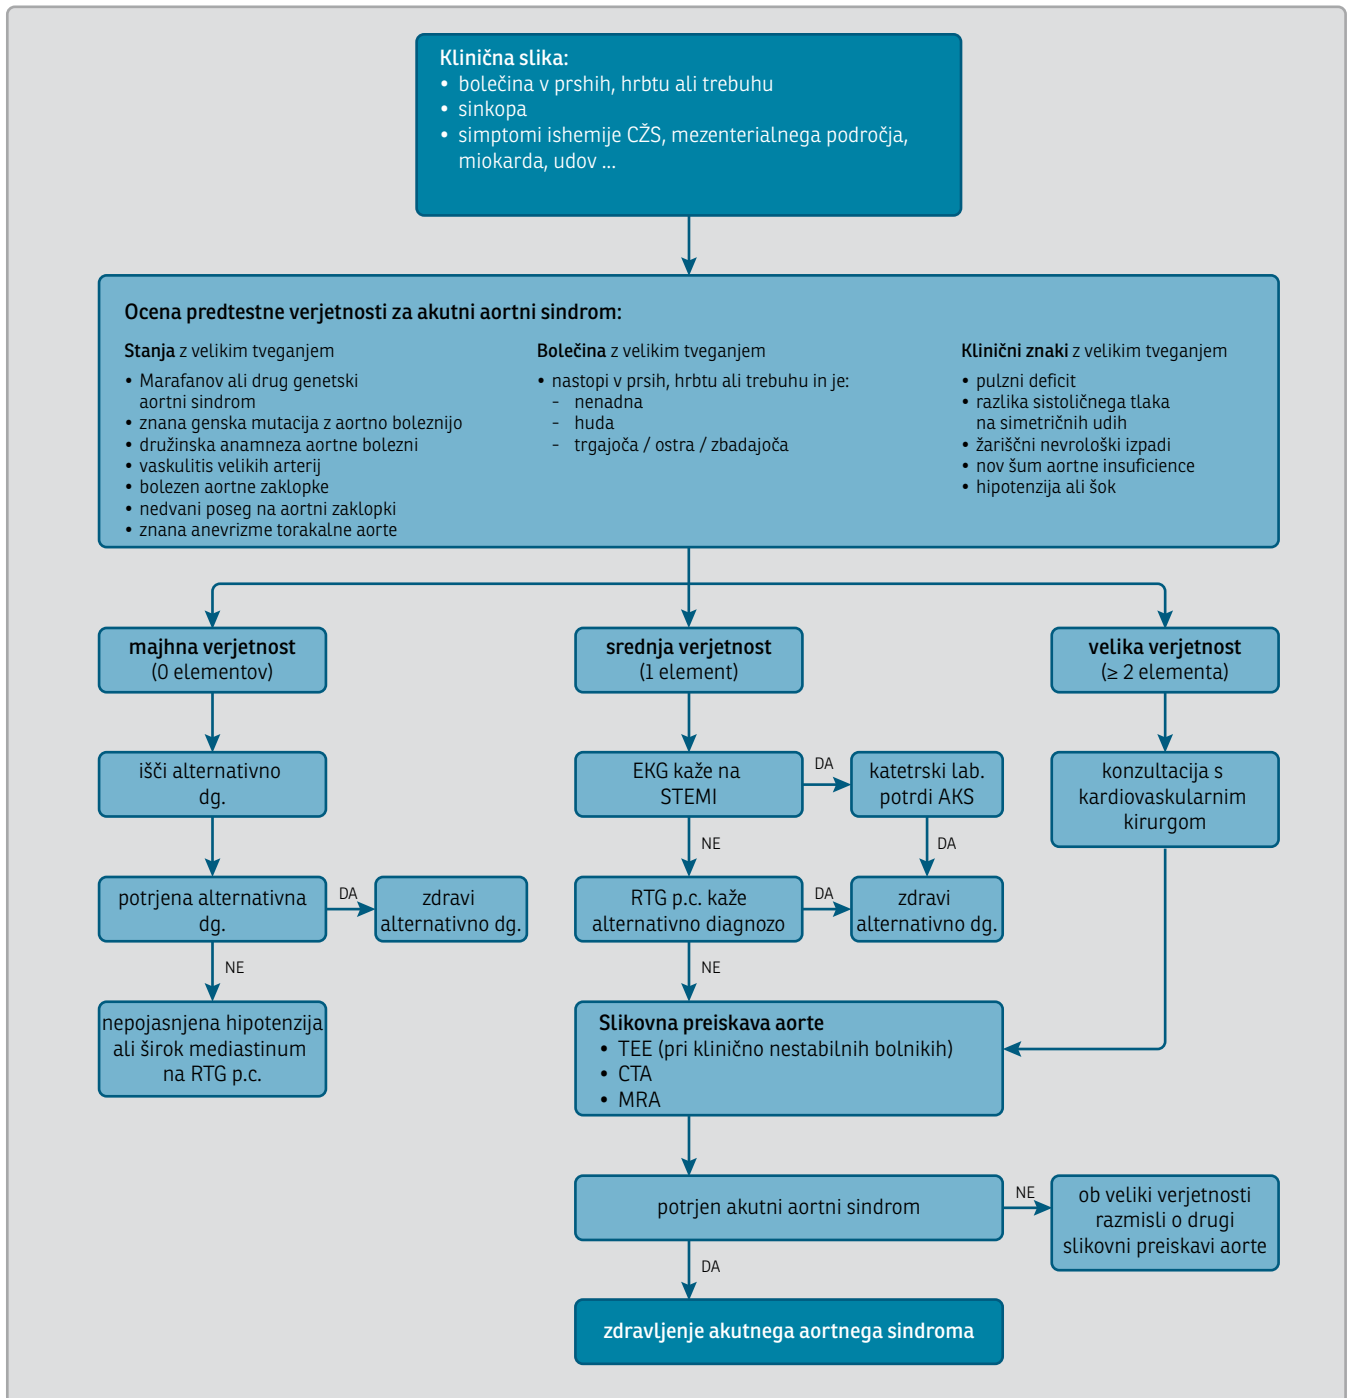 Klinična slika:
• bolečina v prshih, hrbtu ali trebuhu
• sinkopa
• simptomi ishemije CŽS, mezenterialnega področja,
miokarda, udov ...
Ocena predtestne verjetnosti za akutni aortni sindrom:
Stanja z velikim tveganjem
• Marafanov ali drug genetski
aortni sindrom
• znana genska mutacija z aortno boleznijo
• družinska anamneza aortne bolezni
• vaskulitis velikih arterij
• bolezen aortne zaklopke
• nedvani poseg na aortni zaklopki
• znana anevrizme torakalne aorte
Bolečina z velikim tveganjem
• nastopi v prsih, hrbtu ali trebuhu in je:
- nenadna
- huda
- trgajoča / ostra / zbadajoča
Klinični znaki z velikim tveganjem
• pulzni deficit
• razlika sistoličnega tlaka
na simetričnih udih
• žariščni nevrološki izpadi
• nov šum aortne insuficience
• hipotenzija ali šok
majhna verjetnost
(0 elementov)
srednja verjetnost
(1 element)
velika verjetnost
(≥ 2 elementa)
išči alternativno
dg.
EKG kaže na
STEMI
DA
katetrski lab.
potrdi AKS
konzultacija s
kardiovaskularnim
kirurgom
NE
DA
potrjena alternativna
dg.
DA
zdravi
alternativno dg.
RTG p.c. kaže
alternativno diagnozo
DA
zdravi
alternativno dg.
NE
NE
nepojasnjena hipotenzija
ali širok mediastinum
na RTG p.c.
Slikovna preiskava aorte
• TEE (pri klinično nestabilnih bolnikih)
• CTA
• MRA
potrjen akutni aortni sindrom
NE
ob veliki verjetnosti
razmisli o drugi
slikovni preiskavi aorte
DA
zdravljenje akutnega aortnega sindroma